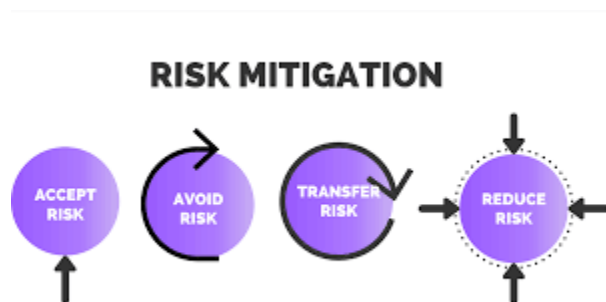 RISK MITIGATION
ACCEPT
RISK
AVOID
RISK
TRANSFER
RISK
REDUCE
RISK